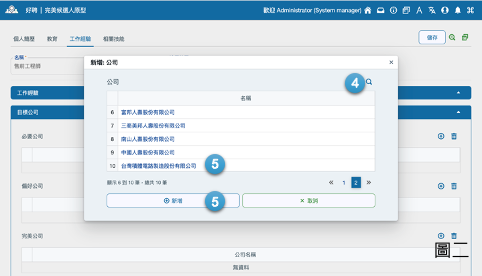 好聘 | 完美候選人原型
歡迎 Administrator (System manager)
個人簡歷 教育 工作經驗 相關技能
儲存
名稱 *
售前工程師
工作經驗
目標公司
必要公司
偏好公司
完美公司
公司名稱
無資料
新增: 公司
×
公司
4
名稱
6 富邦人壽股份有限公司
7 三商美邦人壽股份有限公司
8 南山人壽股份有限公司
9 中國人壽股份有限公司
10 台灣積體電路製造股份有限公司
5
顯示 6 到 10 筆，總共 10 筆
« 1 2 »
新增
5
× 取消
圖二